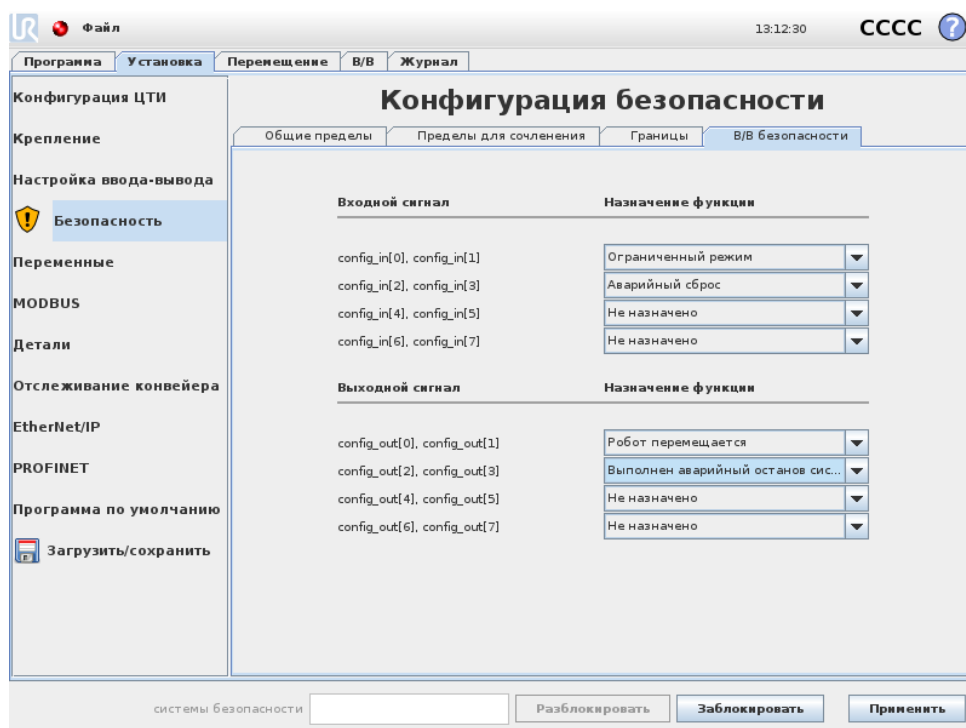 UR Файл 13:12:30 CCCC ?
Программа Установка Перемещение В/В Журнал
Конфигурация ЦТИ
Крепление
Настройка ввода-вывода
Безопасность
Переменные
MODBUS
Детали
Отслеживание конвейера
EtherNet/IP
PROFINET
Программа по умолчанию
Загрузить/сохранить
Конфигурация безопасности
Общие пределы Пределы для сочленения Границы В/В безопасности
Входной сигнал Назначение функции
config_in[0], config_in[1] Ограниченный режим
config_in[2], config_in[3] Аварийный сброс
config_in[4], config_in[5] Не назначено
config_in[6], config_in[7] Не назначено
Выходной сигнал Назначение функции
config_out[0], config_out[1] Робот перемещается
config_out[2], config_out[3] Выполнен аварийный останов сис...
config_out[4], config_out[5] Не назначено
config_out[6], config_out[7] Не назначено
системы безопасности Разблокировать Заблокировать Применить